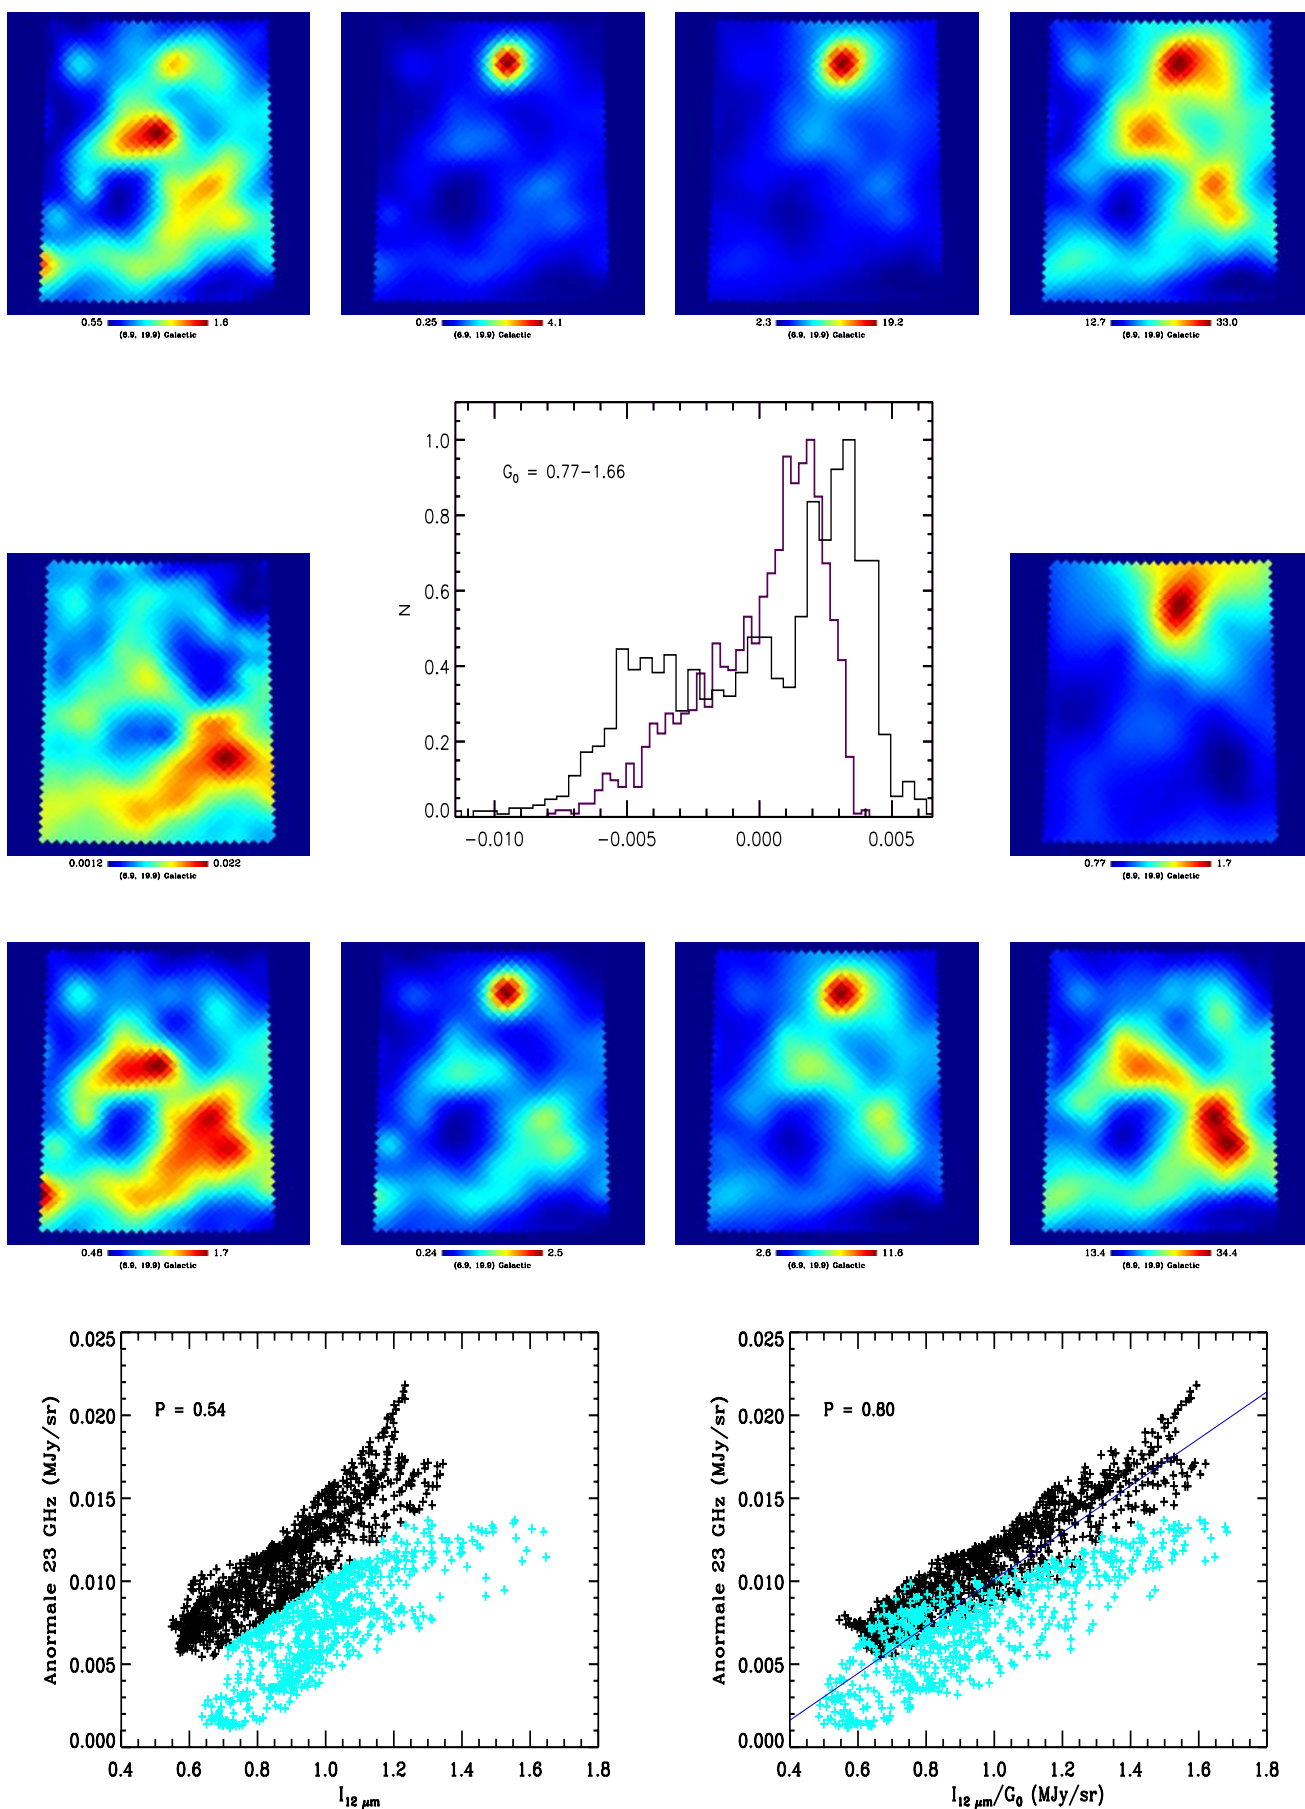 0.55 1.6
(6.9, 19.9) Galactic
0.25 4.1
(6.9, 19.9) Galactic
2.3 19.2
(6.9, 19.9) Galactic
12.7 33.0
(6.9, 19.9) Galactic
1.0
0.8
0.6
0.4
0.2
0.0
N
G₀ = 0.77−1.66
−0.010 −0.005 0.000 0.005
0.0012 0.022
(6.9, 19.9) Galactic
0.77 1.7
(6.9, 19.9) Galactic
0.48 1.7
(6.9, 19.9) Galactic
0.24 2.5
(6.9, 19.9) Galactic
2.6 11.6
(6.9, 19.9) Galactic
13.4 34.4
(6.9, 19.9) Galactic
0.025
0.020
0.015
0.010
0.005
0.000
Anormale 23 GHz (MJy/sr)
P = 0.54
0.4 0.6 0.8 1.0 1.2 1.4 1.6 1.8
I₁₂ μm
0.025
0.020
0.015
0.010
0.005
0.000
Anormale 23 GHz (MJy/sr)
P = 0.80
0.4 0.6 0.8 1.0 1.2 1.4 1.6 1.8
I₁₂ μm/G₀ (MJy/sr)